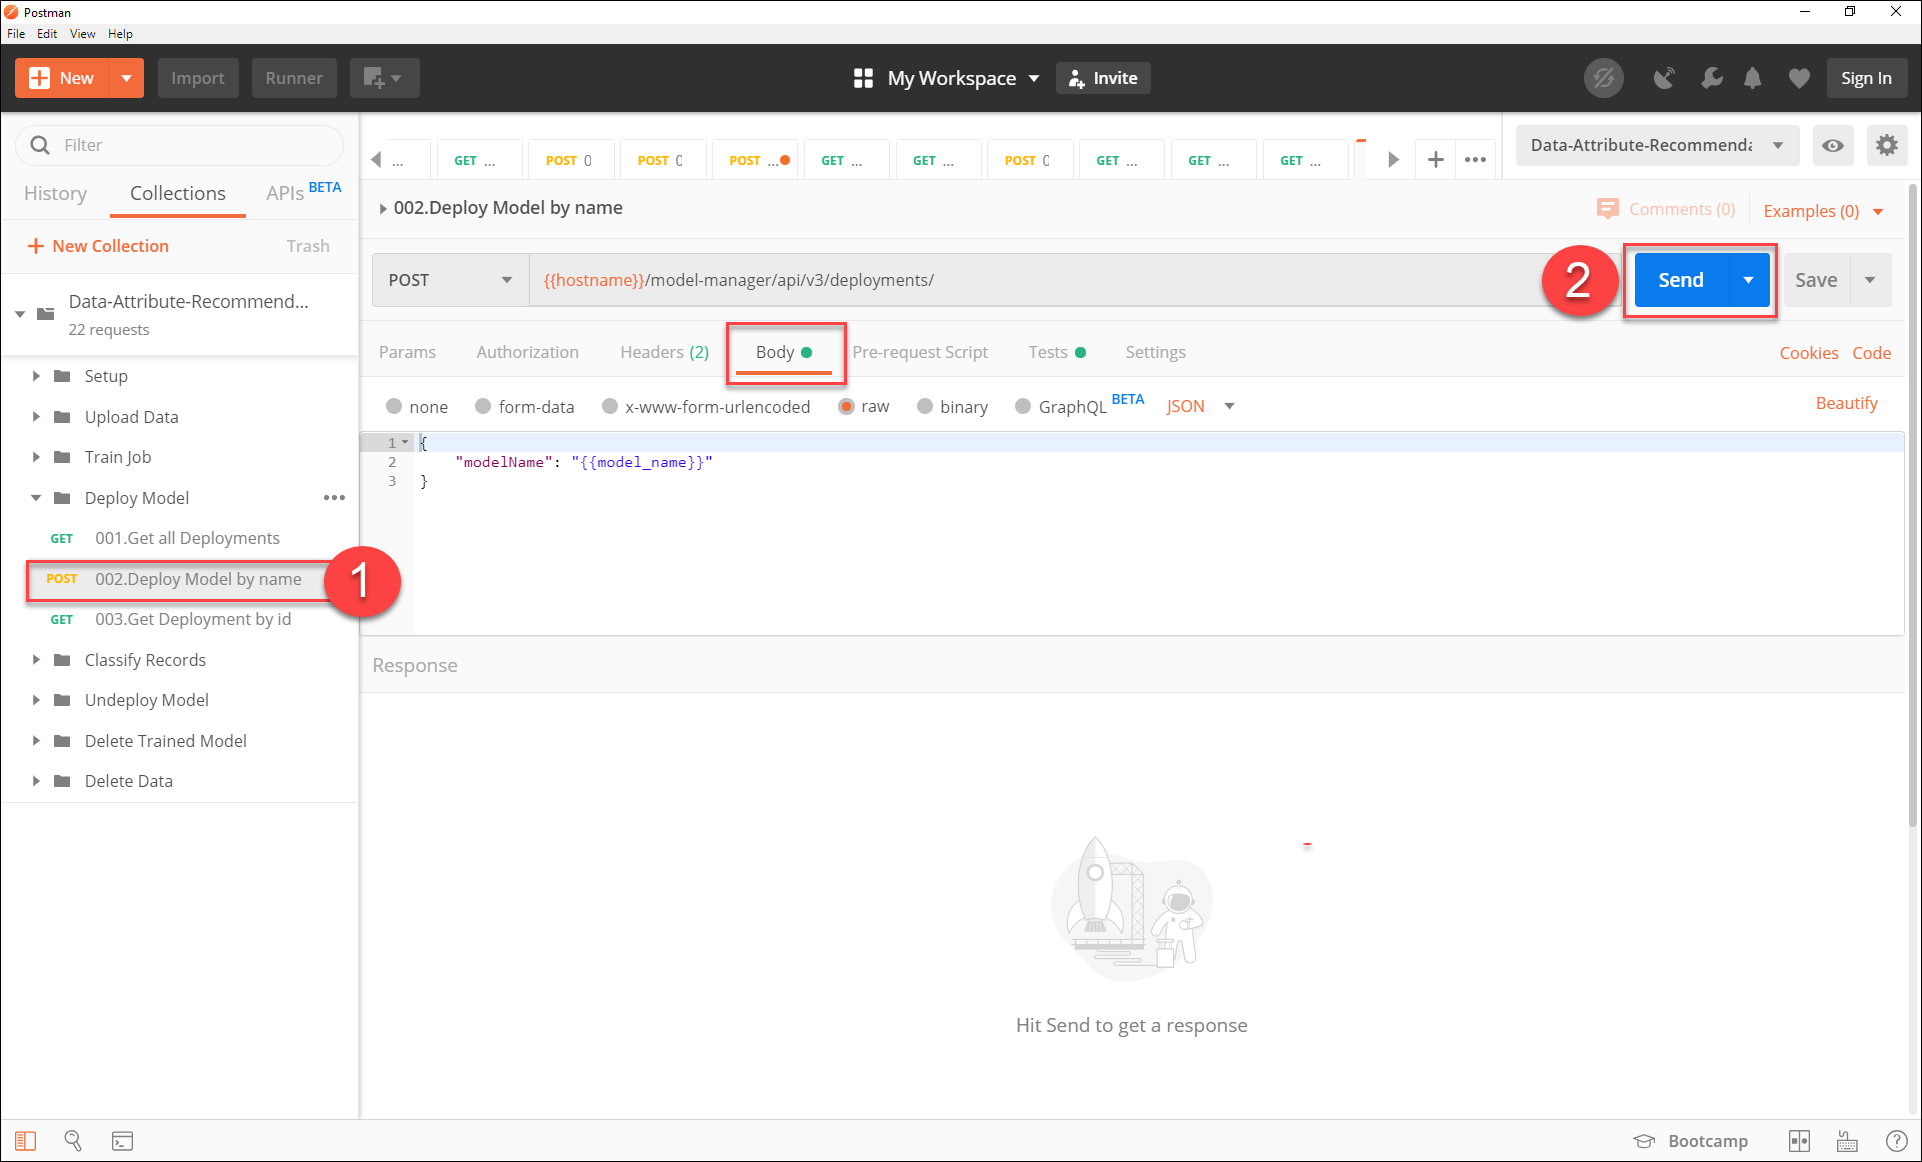 Postman
File Edit View Help
New Import Runner My Workspace Invite Sign In
Filter
... GET ... POST 0 POST POST ... GET ... GET ... POST GET ... GET ... GET ... Data-Attribute-Recommend
History Collections APIs BETA
002.Deploy Model by name Comments (0) Examples (0)
New Collection Trash
POST {{hostname}}/model-manager/api/v3/deployments/ 2 Send Save
Data-Attribute-Recommend...
22 requests
Params Authorization Headers (2) Body Pre-request Script Tests Settings Cookies Code
none form-data x-www-form-urlencoded raw binary GraphQL BETA JSON Beautify
1 {
2 "modelName": "{{model_name}}"
3 }
Setup
Upload Data
Train Job
Deploy Model
GET 001.Get all Deployments
POST 002.Deploy Model by name 1
GET 003.Get Deployment by id
Classify Records
Undeploy Model
Delete Trained Model
Delete Data
Response
Hit Send to get a response
Bootcamp